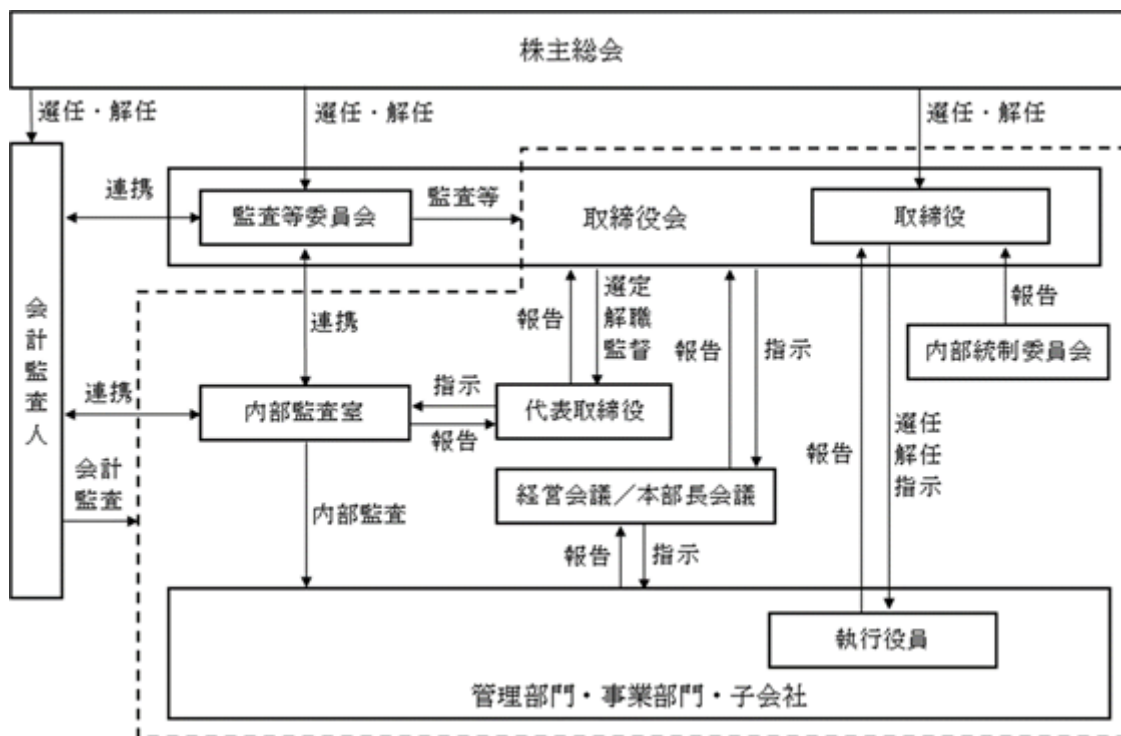 株主総会
選任・解任
選任・解任
選任・解任
連携
監査等委員会
監査等
取締役会
取締役
会計監査人
連携
報告
選定
解職
監督
報告
指示
報告
内部統制委員会
連携
内部監査室
指示
報告
代表取締役
会計
監査
内部監査
経営会議/本部長会議
報告
選任
解任
指示
報告
指示
執行役員
管理部門・事業部門・子会社